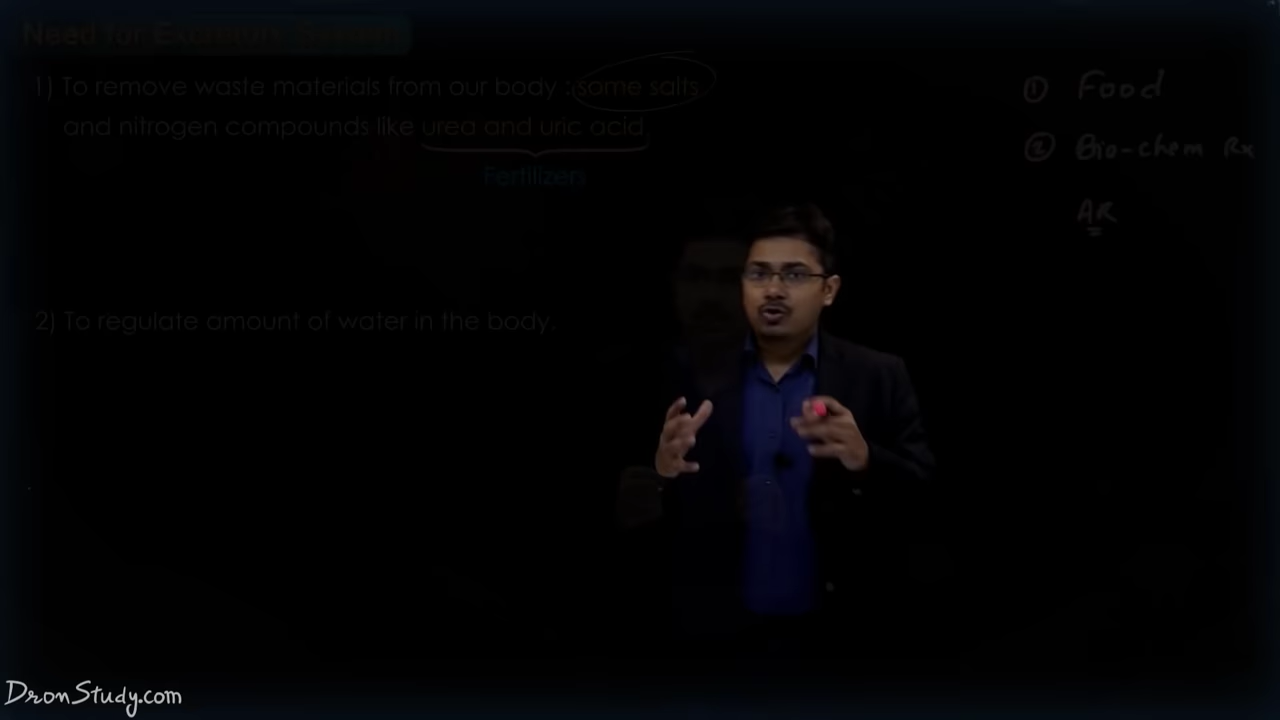 Need for Excretory System
1) To remove waste materials from our body : some salts
and nitrogen compounds like urea and uric acid.
Fertilizers
2) To regulate amount of water in the body.
① Food
② Bio-chem Rx
AR
DronStudy.com